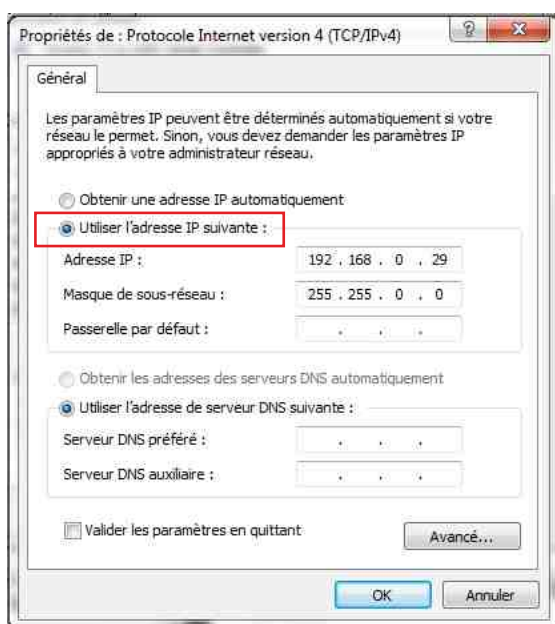 Propriétés de : Protocole Internet version 4 (TCP/IPv4)
Général
Les paramètres IP peuvent être déterminés automatiquement si votre
réseau le permet. Sinon, vous devez demander les paramètres IP
appropriés à votre administrateur réseau.
Obtenir une adresse IP automatiquement
Utiliser l'adresse IP suivante :
Adresse IP : 192 . 168 . 0 . 29
Masque de sous-réseau : 255 . 255 . 0 . 0
Passerelle par défaut : . . .
Obtenir les adresses des serveurs DNS automatiquement
Utiliser l'adresse de serveur DNS suivante :
Serveur DNS préféré : . . .
Serveur DNS auxiliaire : . . .
Valider les paramètres en quittant
Avancé...
OK Annuler